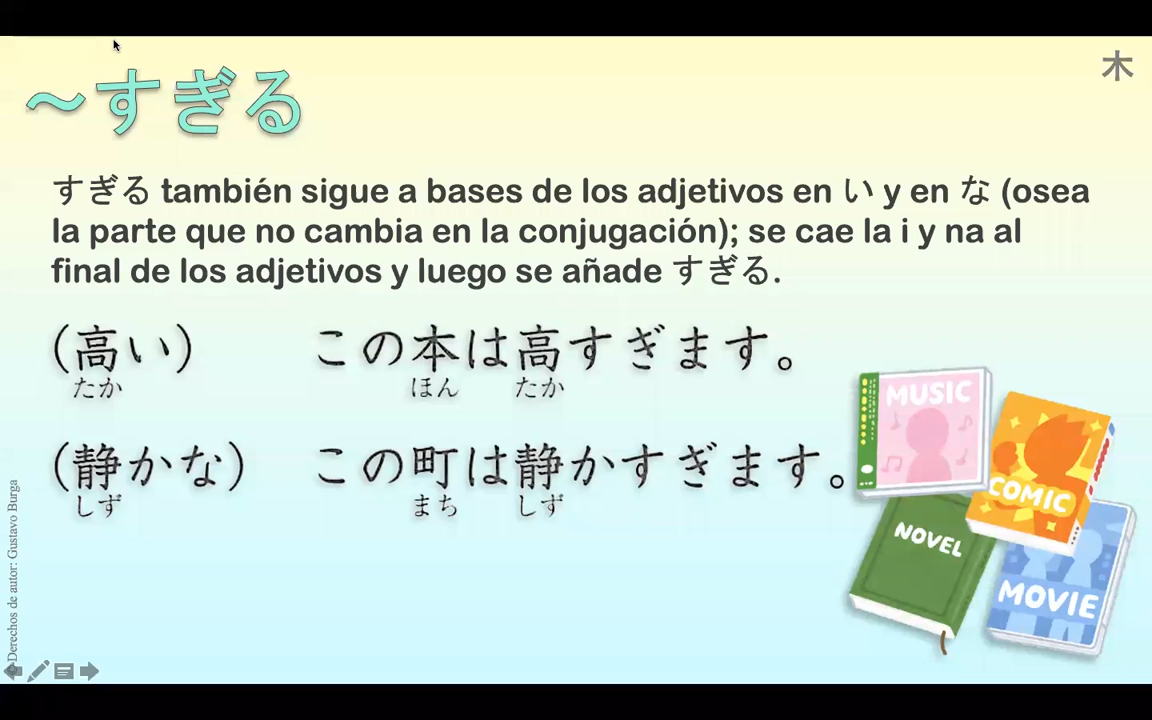 木
～すぎる
すぎる también sigue a bases de los adjetivos en い y en な (osea
la parte que no cambia en la conjugación); se cae la i y na al
final de los adjetivos y luego se añade すぎる.
(高い) この本は高すぎます。
たか ほん たか
(静かな) この町は静かすぎます。
しず まち しず
MUSIC
COMIC
NOVEL
MOVIE
©Derechos de autor: Gustavo Burga